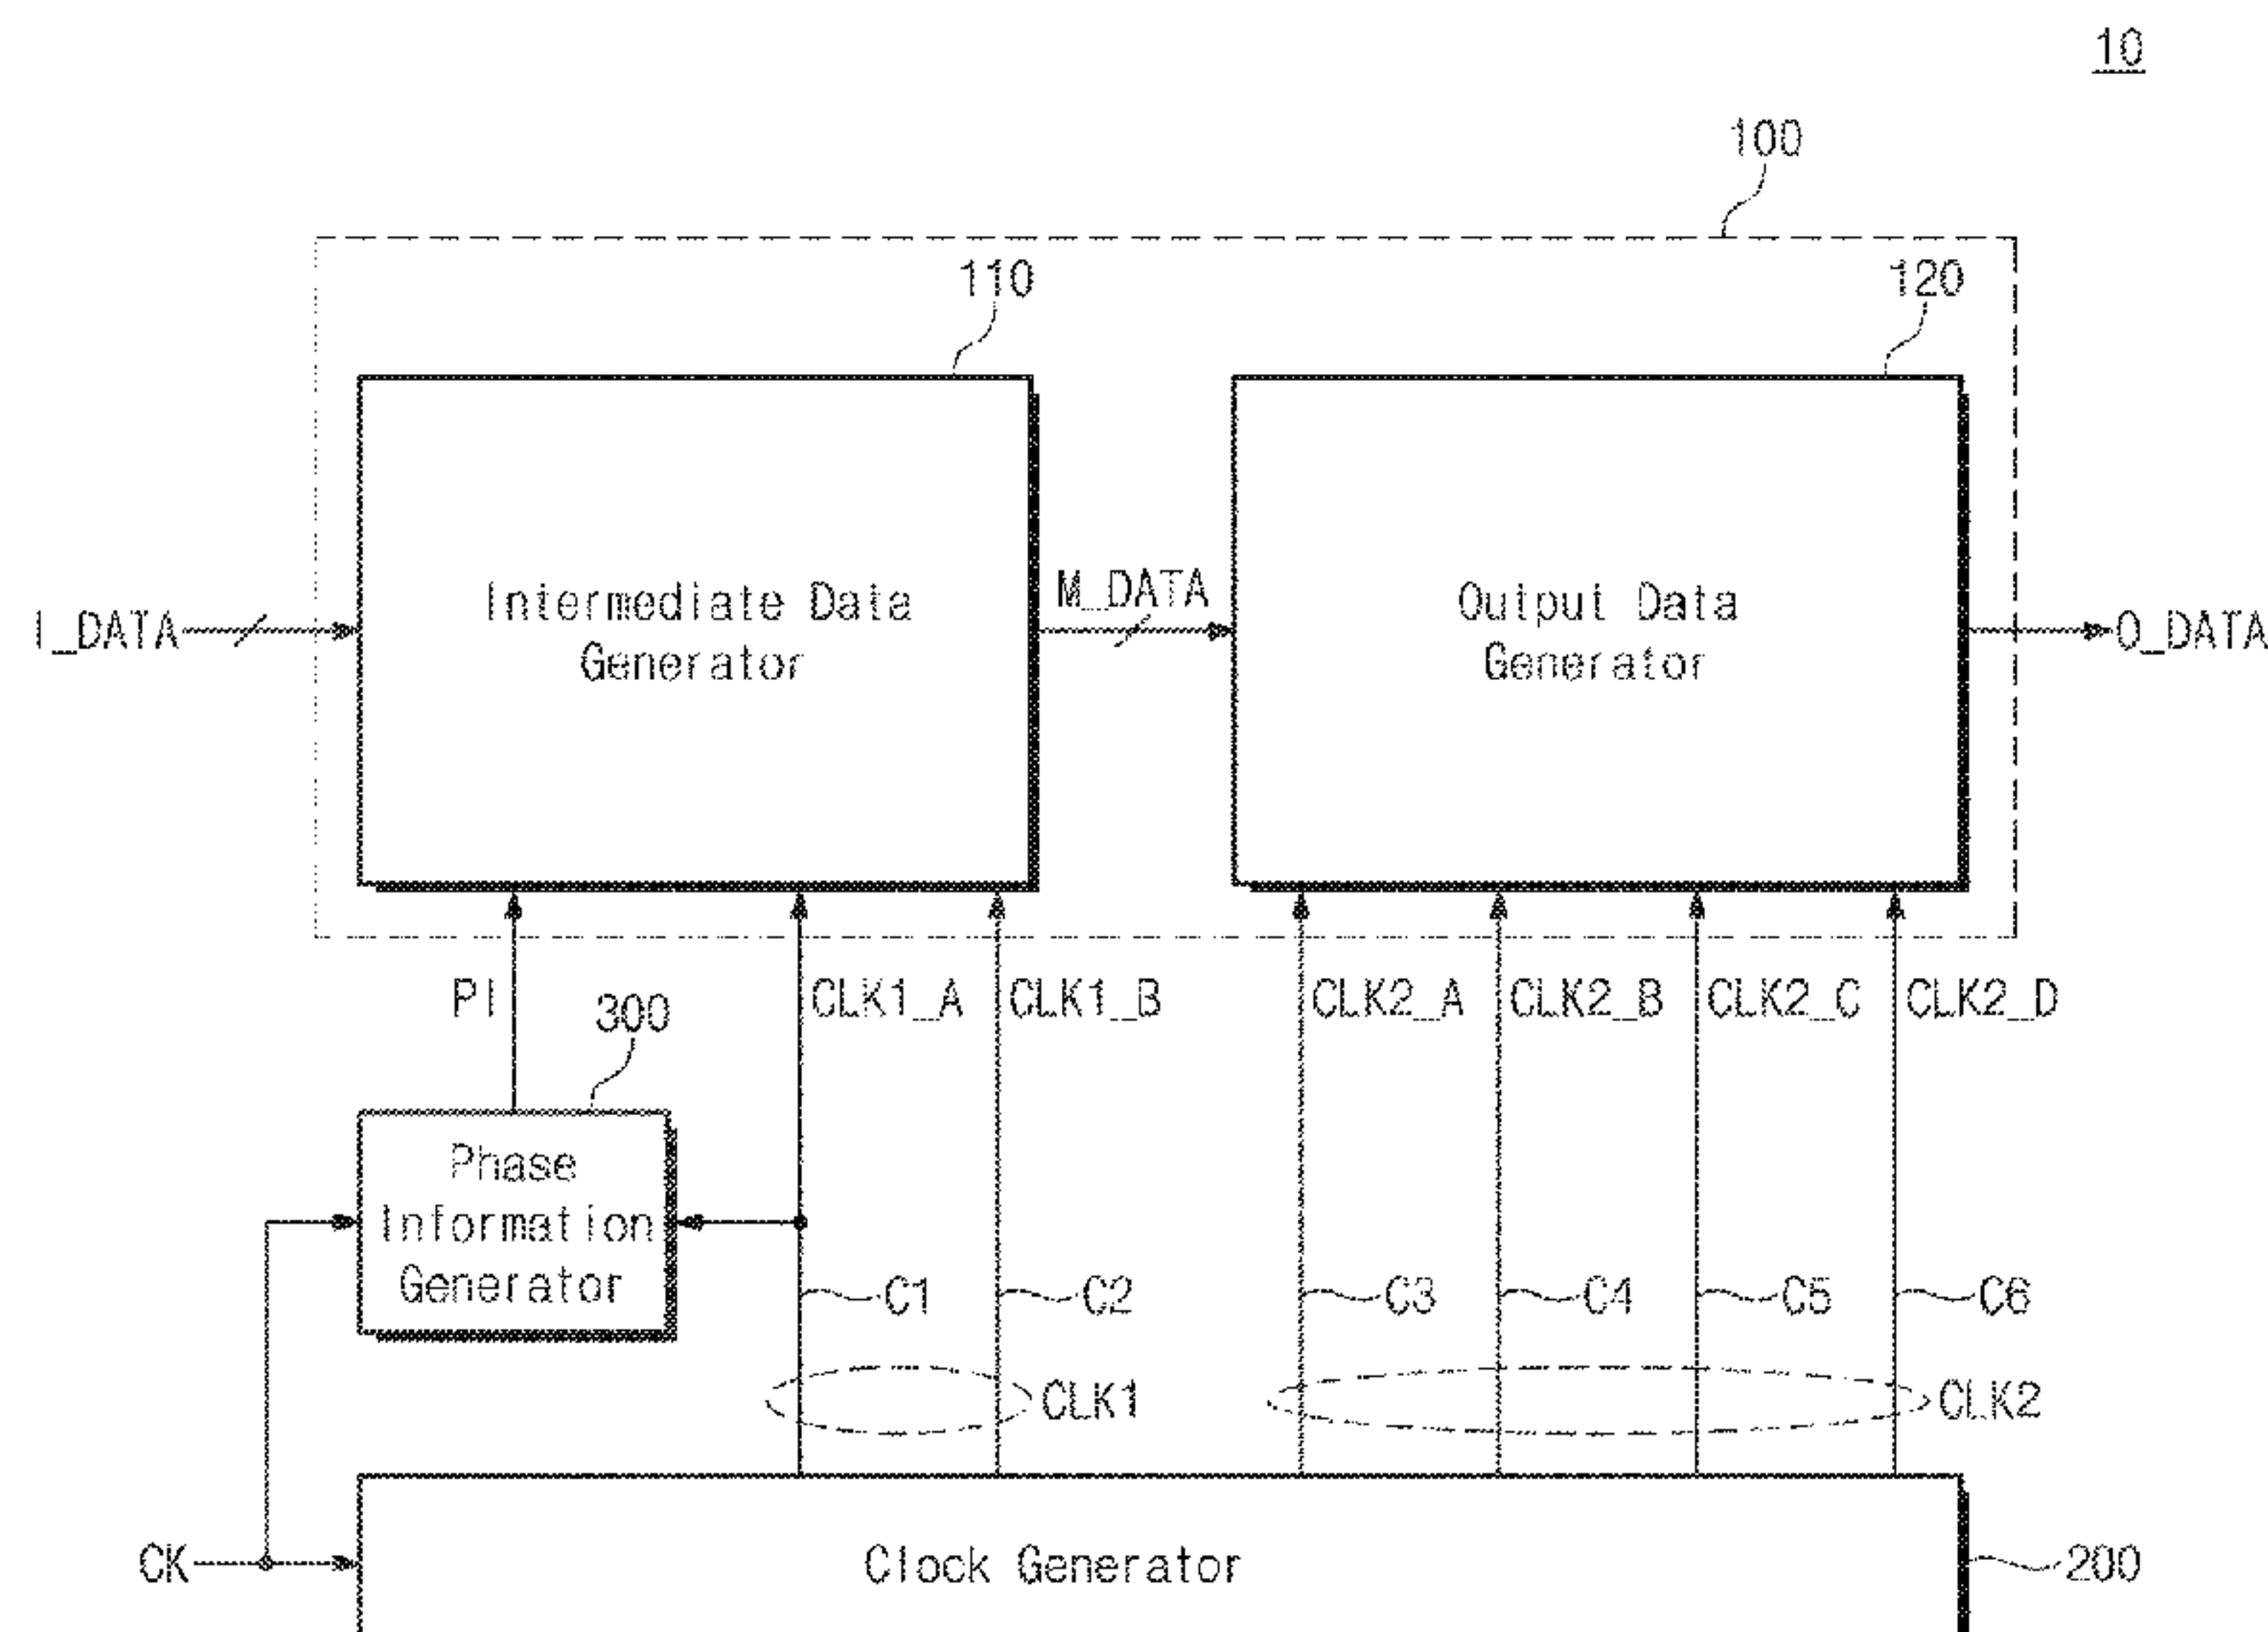 10
100
110
120
I_DATA
Intermediate Data
Generator
M_DATA
Output Data
Generator
O_DATA
PI
300
CLK1_A
CLK1_B
CLK2_A
CLK2_B
CLK2_C
CLK2_D
Phase
Information
Generator
C1
C2
C3
C4
C5
C6
CLK1
CLK2
CK
Clock Generator
200